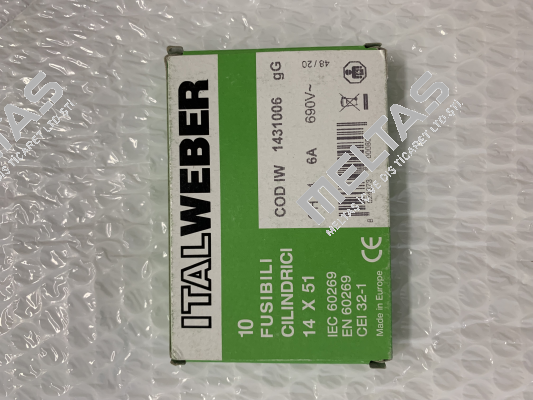 ITALWEBER
10
FUSIBILI
CILINDRICI
14 X 51
IEC 60269
EN 60269
CEI 32-1
Made in Europe
CE
48/20
COD IW 1431006 gG
6A 690V~
MELTAS